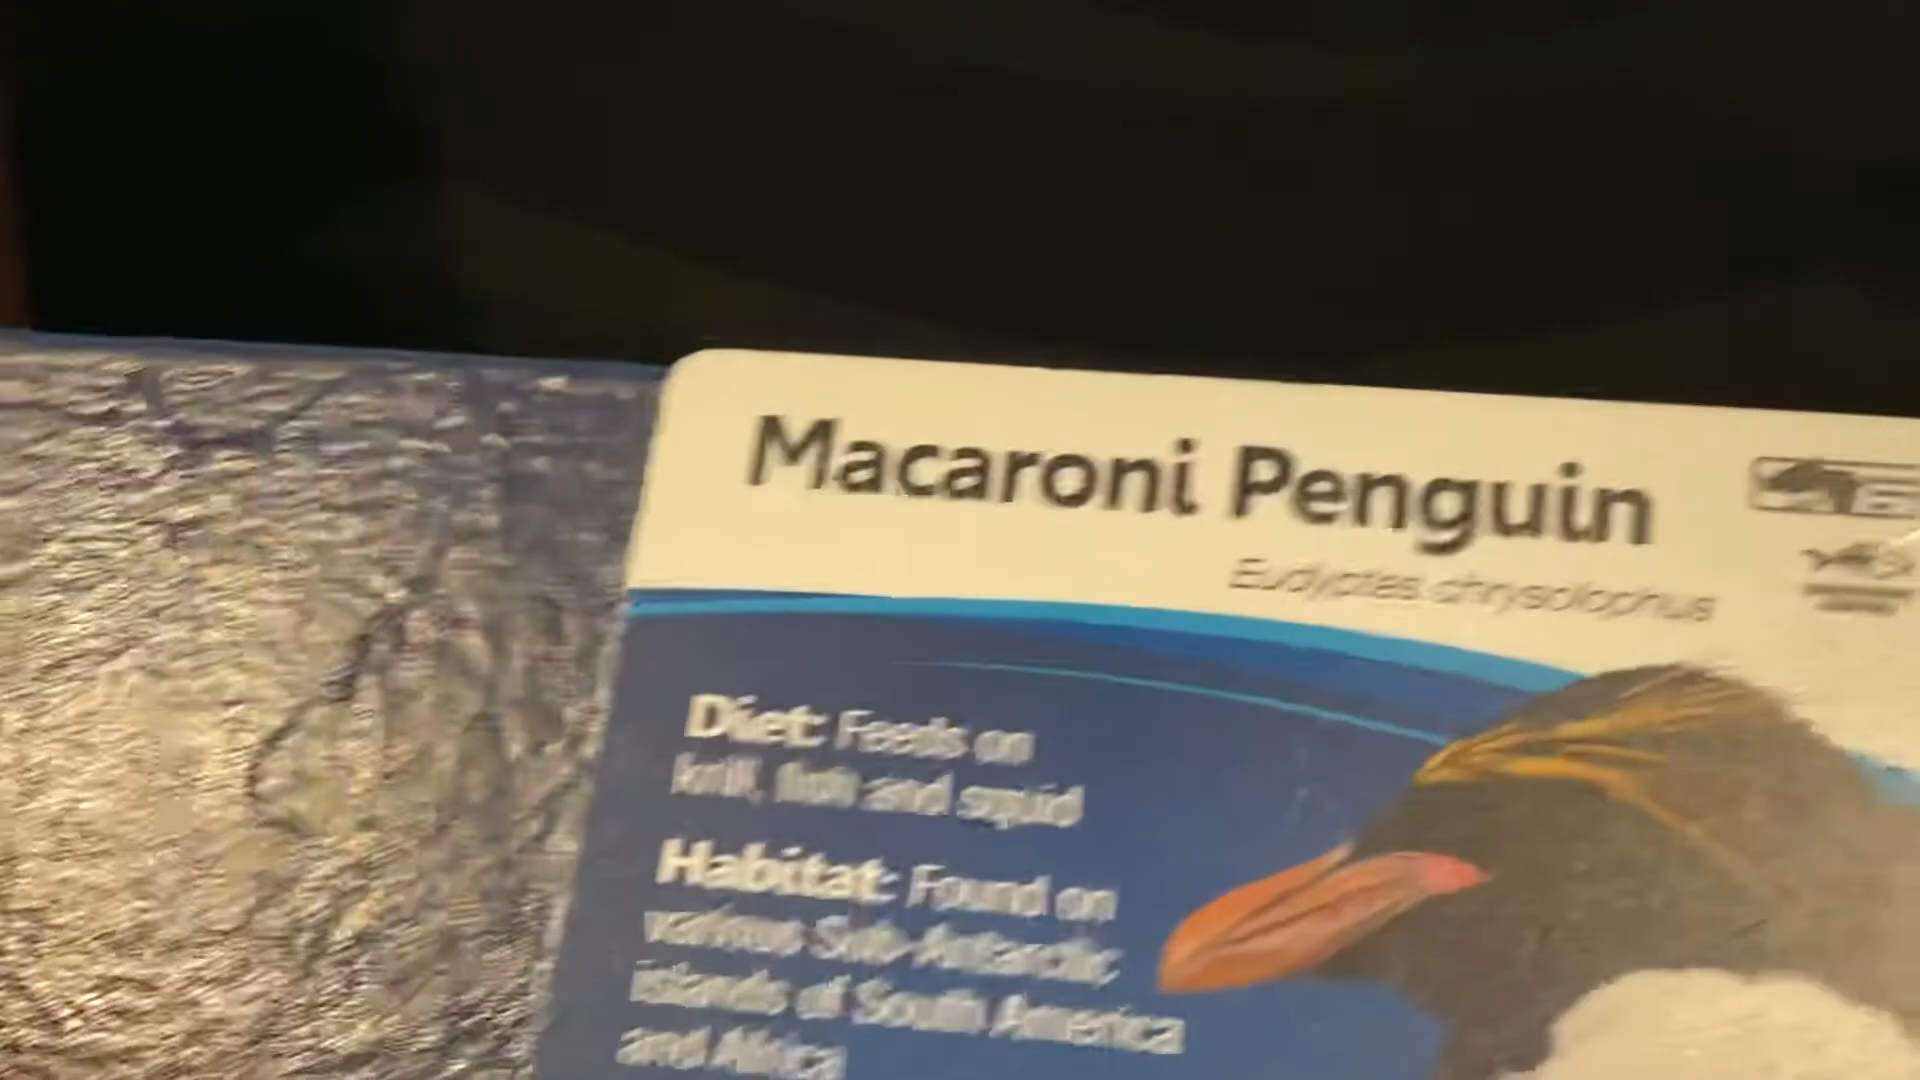 Macaroni Penguin
Eudyptes chrysolophus
Diet: Feeds on
krill, fish and squid
Habitat: Found on
various Sub-Antarctic
islands of South America
and Africa